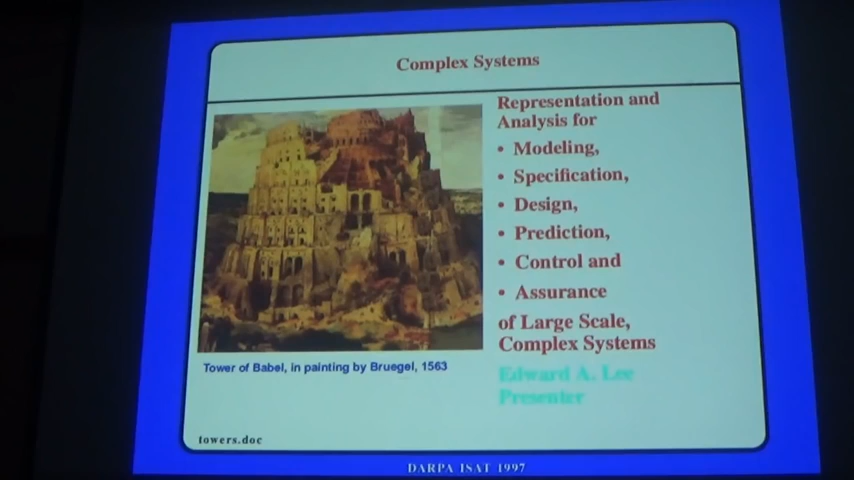 Complex Systems
Representation and
Analysis for
• Modeling,
• Specification,
• Design,
• Prediction,
• Control and
• Assurance
of Large Scale,
Complex Systems
Edward A. Lee
Presenter
Tower of Babel, in painting by Bruegel, 1563
towers.doc
DARPA ISAT 1997